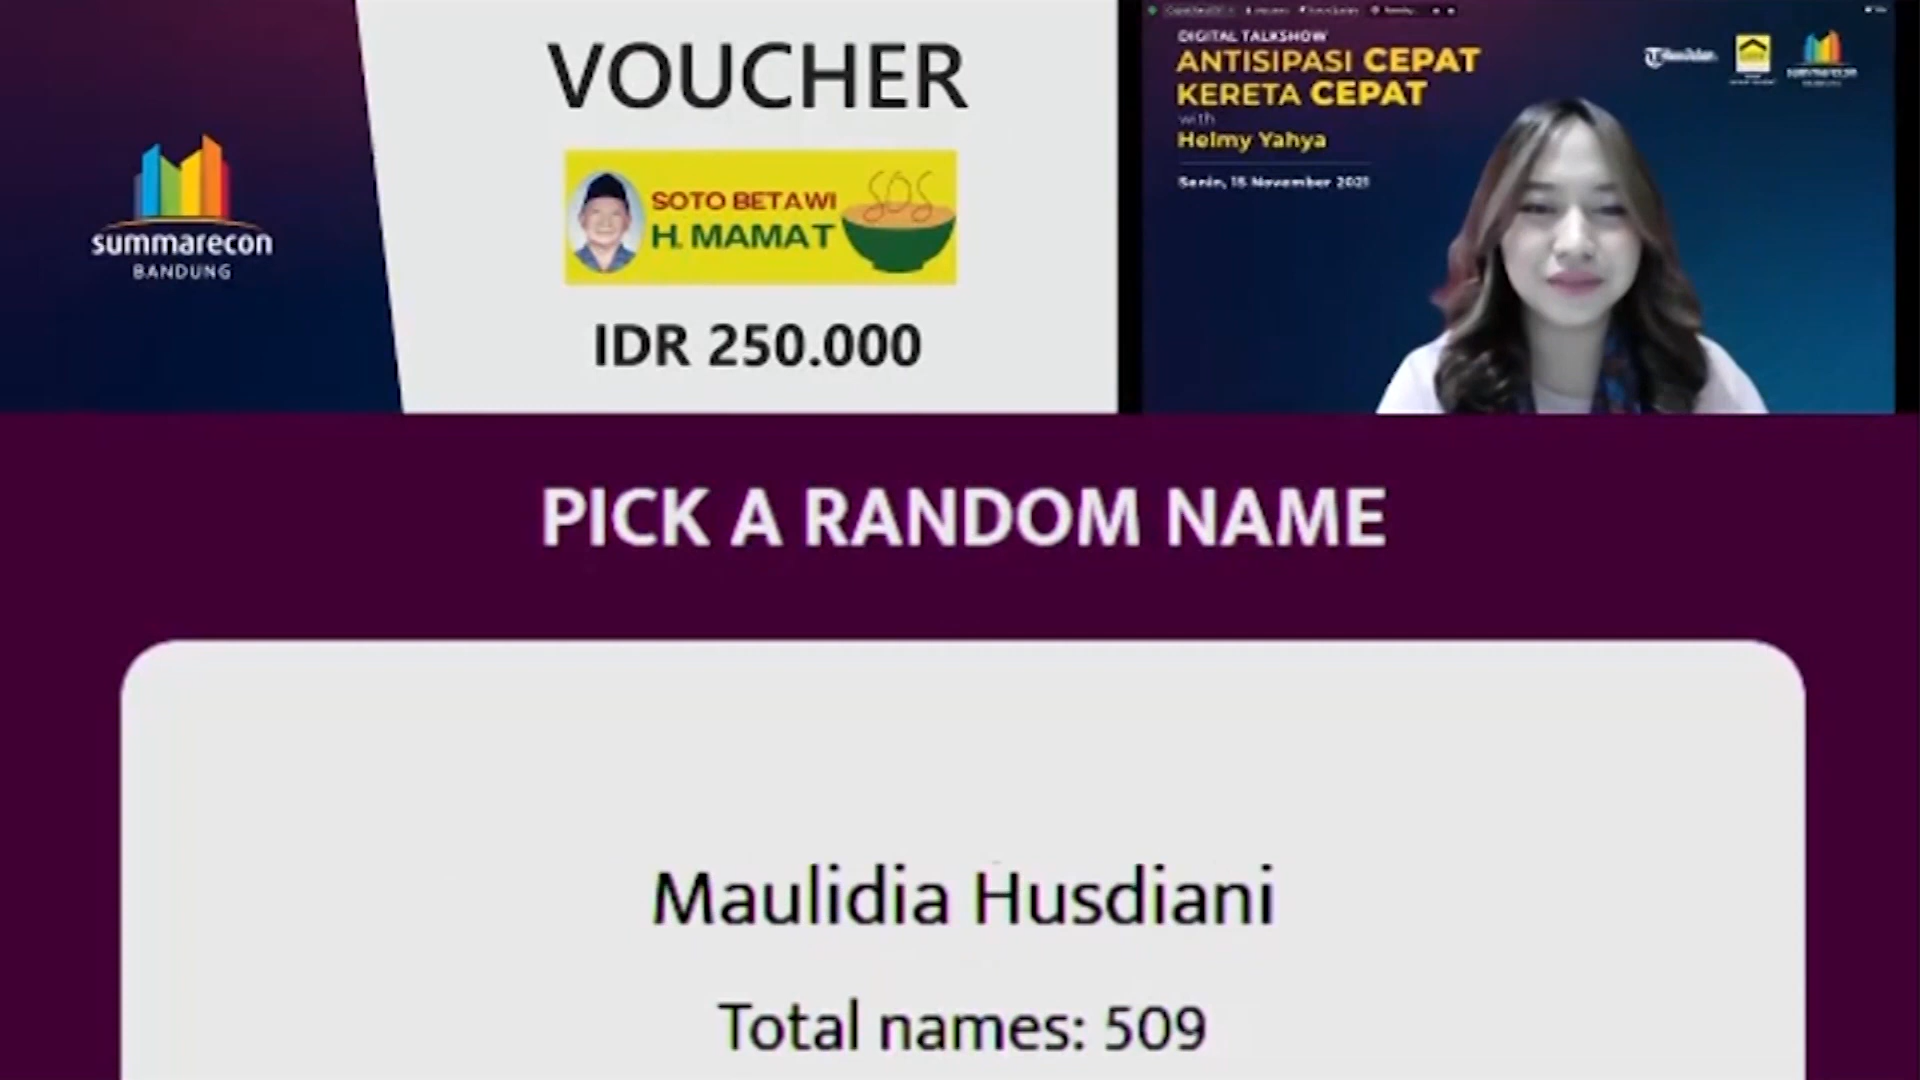 summarecon
BANDUNG
VOUCHER
SOTO BETAWI
H. MAMAT
IDR 250.000
DIGITAL TALKSHOW
ANTISIPASI CEPAT
KERETA CEPAT
with
Helmy Yahya
Senin, 15 November 2021
summarecon
PICK A RANDOM NAME
Maulidia Husdiani
Total names: 509